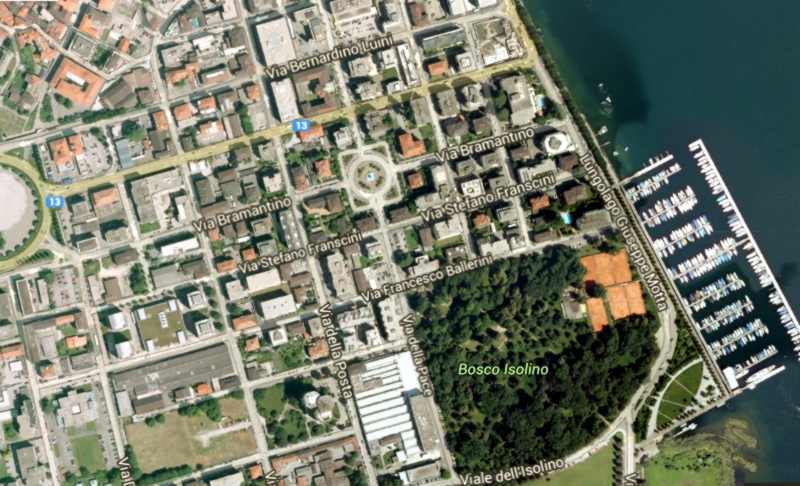 Via Bernardino Luini
13
Via Bramantino
13
Lungolago Giuseppe Motta
Via Bramantino
Via Stefano Franscini
Via Stefano Franscini
Via Francesco Ballerini
Via della Posta
Via della Pace
Bosco Isolino
Viale dell'Isolino